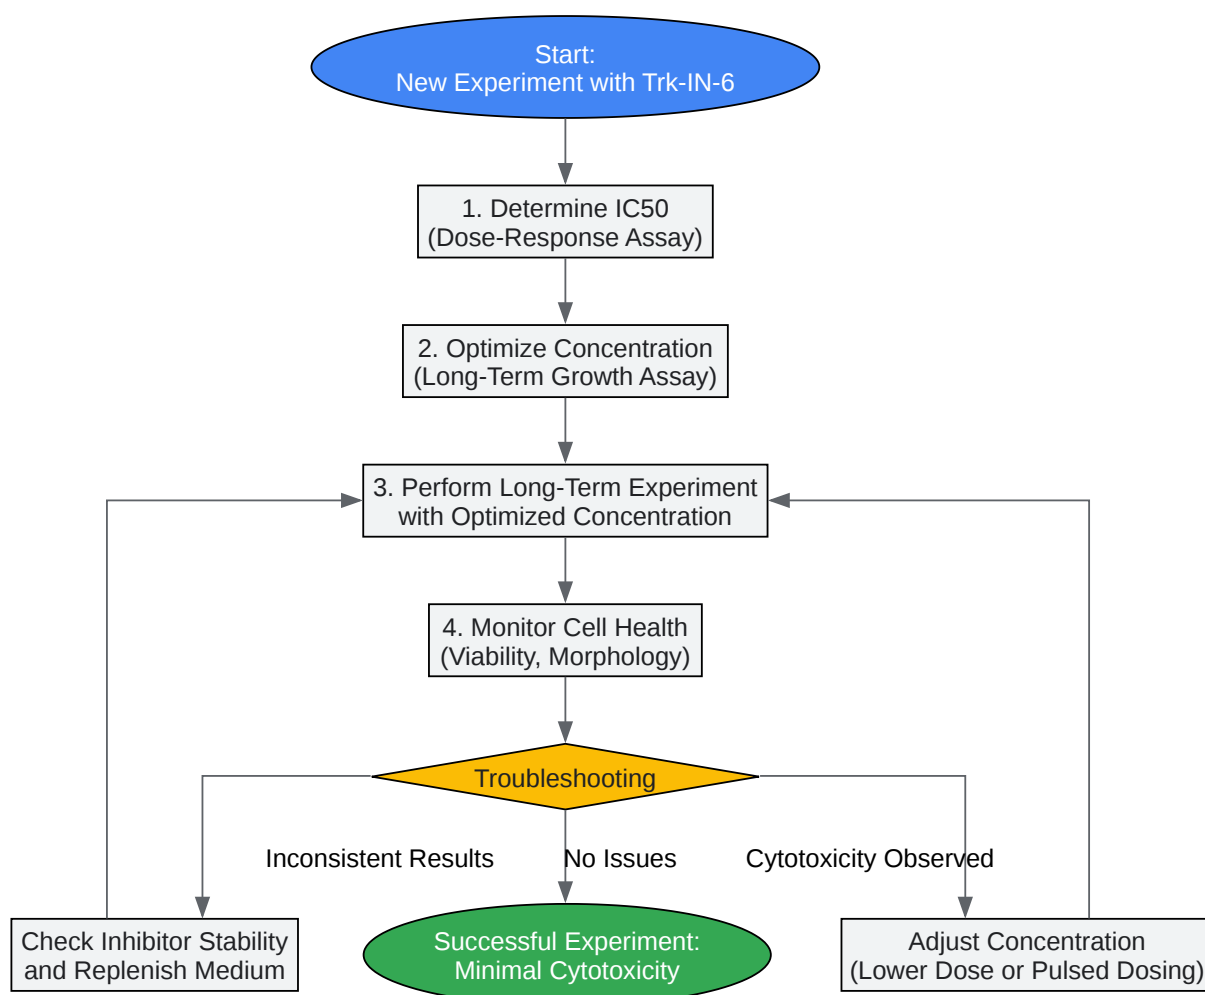 Start:
New Experiment with Trk-IN-6
1. Determine IC50
(Dose-Response Assay)
2. Optimize Concentration
(Long-Term Growth Assay)
3. Perform Long-Term Experiment
with Optimized Concentration
4. Monitor Cell Health
(Viability, Morphology)
Troubleshooting
Inconsistent Results
No Issues
Cytotoxicity Observed
Check Inhibitor Stability
and Replenish Medium
Successful Experiment:
Minimal Cytotoxicity
Adjust Concentration
(Lower Dose or Pulsed Dosing)